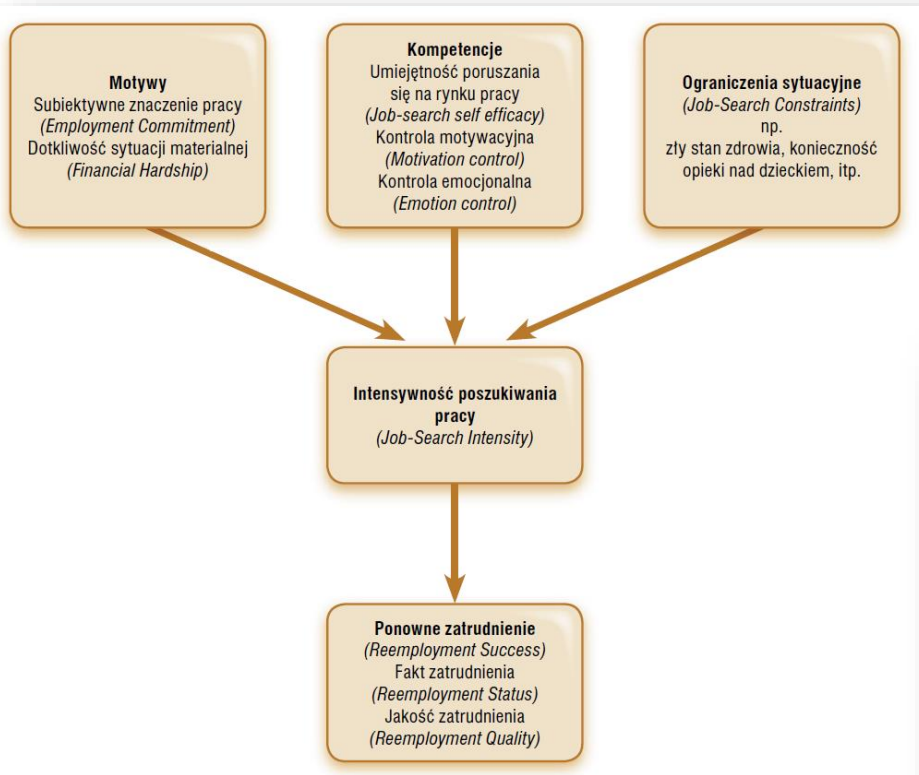 Motywy
Subiektywne znaczenie pracy
(Employment Commitment)
Dotkliwość sytuacji materialnej
(Financial Hardship)
Kompetencje
Umiejętność poruszania
się na rynku pracy
(Job-search self efficacy)
Kontrola motywacyjna
(Motivation control)
Kontrola emocjonalna
(Emotion control)
Ograniczenia sytuacyjne
(Job-Search Constraints)
np.
zły stan zdrowia, konieczność
opieki nad dzieckiem, itp.
Intensywność poszukiwania
pracy
(Job-Search Intensity)
Ponowne zatrudnienie
(Reemployment Success)
Fakt zatrudnienia
(Reemployment Status)
Jakość zatrudnienia
(Reemployment Quality)